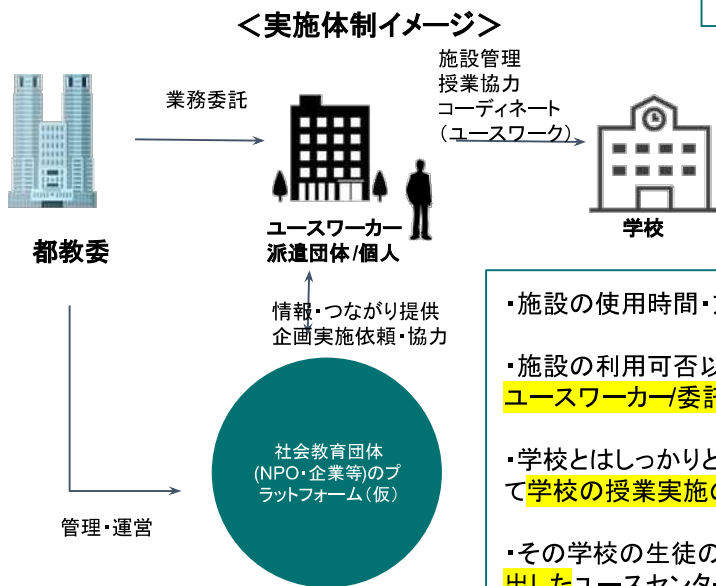 ＜実施体制イメージ＞
業務委託
施設管理
授業協力
コーディネート
（ユースワーク）
都教委
ユースワーカー
派遣団体/個人
学校
情報・つながり提供
企画実施依頼・協力
社会教育団体
(NPO・企業等)のプ
ラットフォーム（仮）
管理・運営
・施設の使用時間・
・施設の利用可否以
ユースワーカー/委託
・学校とはしっかりと
て学校の授業実施の
・その学校の生徒の
出したユースセンタ